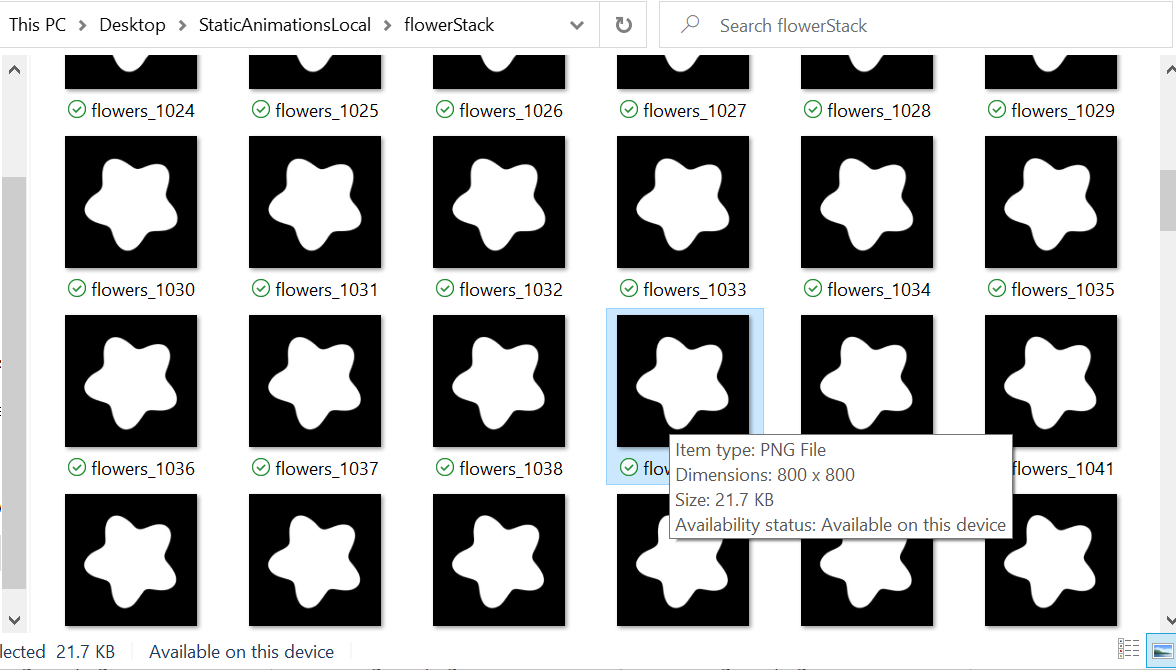 This PC > Desktop > StaticAnimationsLocal > flowerStack
Search flowerStack
flowers_1024 flowers_1025 flowers_1026 flowers_1027 flowers_1028 flowers_1029
flowers_1030 flowers_1031 flowers_1032 flowers_1033 flowers_1034 flowers_1035
flowers_1036 flowers_1037 flowers_1038 flow flowers_1041
Item type: PNG File
Dimensions: 800 x 800
Size: 21.7 KB
Availability status: Available on this device
lected 21.7 KB Available on this device